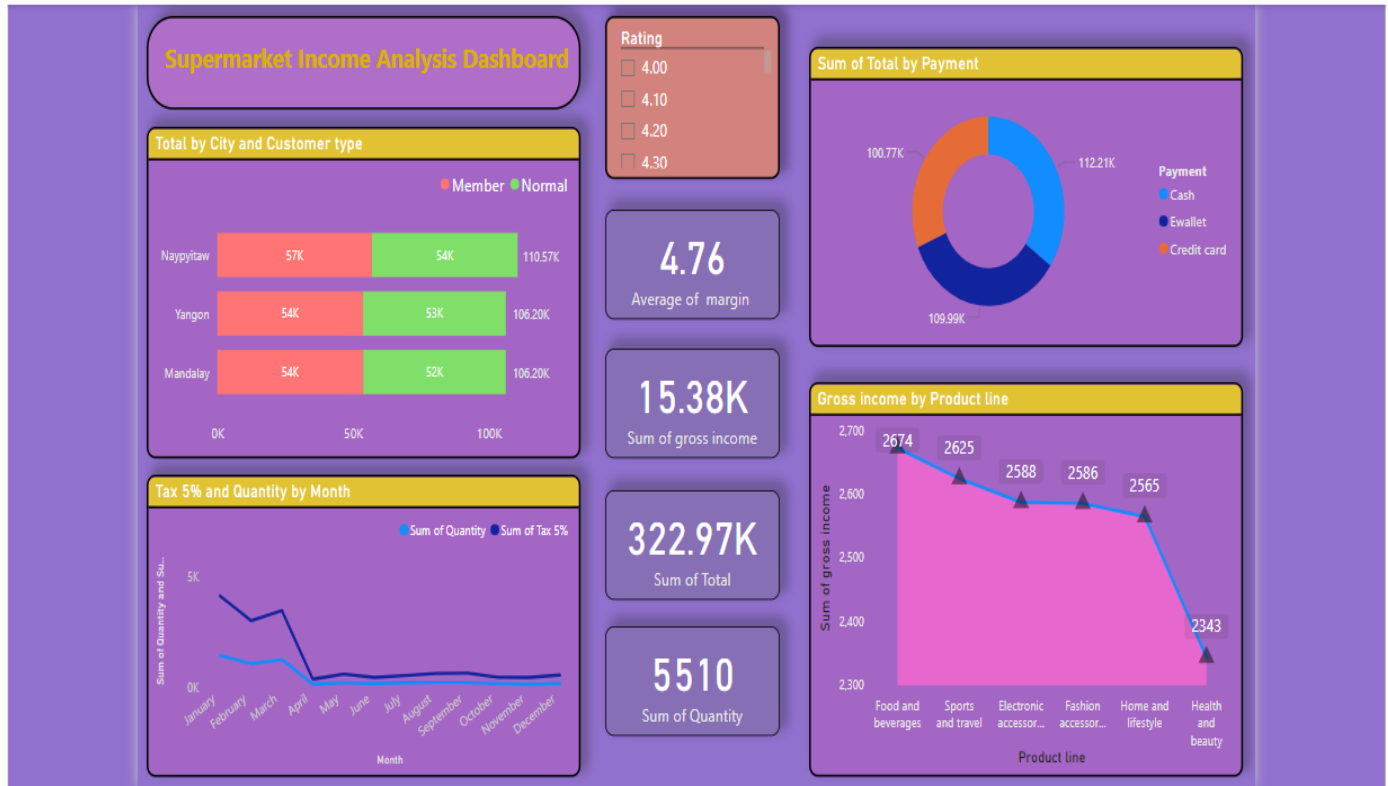 Supermarket Income Analysis Dashboard
Total by City and Customer type
Member Normal
Naypyitaw 57K 54K 110.57K
Yangon 54K 53K 106.20K
Mandalay 54K 52K 106.20K
0K 50K 100K
Tax 5% and Quantity by Month
Sum of Quantity Sum of Tax 5%
Sum of Quantity and Su...
5K
0K
January February March April May June July August September October November December
Month
Rating
4.00
4.10
4.20
4.30
4.76
Average of margin
15.38K
Sum of gross income
322.97K
Sum of Total
5510
Sum of Quantity
Sum of Total by Payment
100.77K
112.21K
109.99K
Payment
Cash
Ewallet
Credit card
Gross income by Product line
Sum of gross income
2,700
2,600
2,500
2,400
2,300
2674
2625
2588
2586
2565
2343
Food and beverages
Sports and travel
Electronic accessor...
Fashion accessor...
Home and lifestyle
Health and beauty
Product line